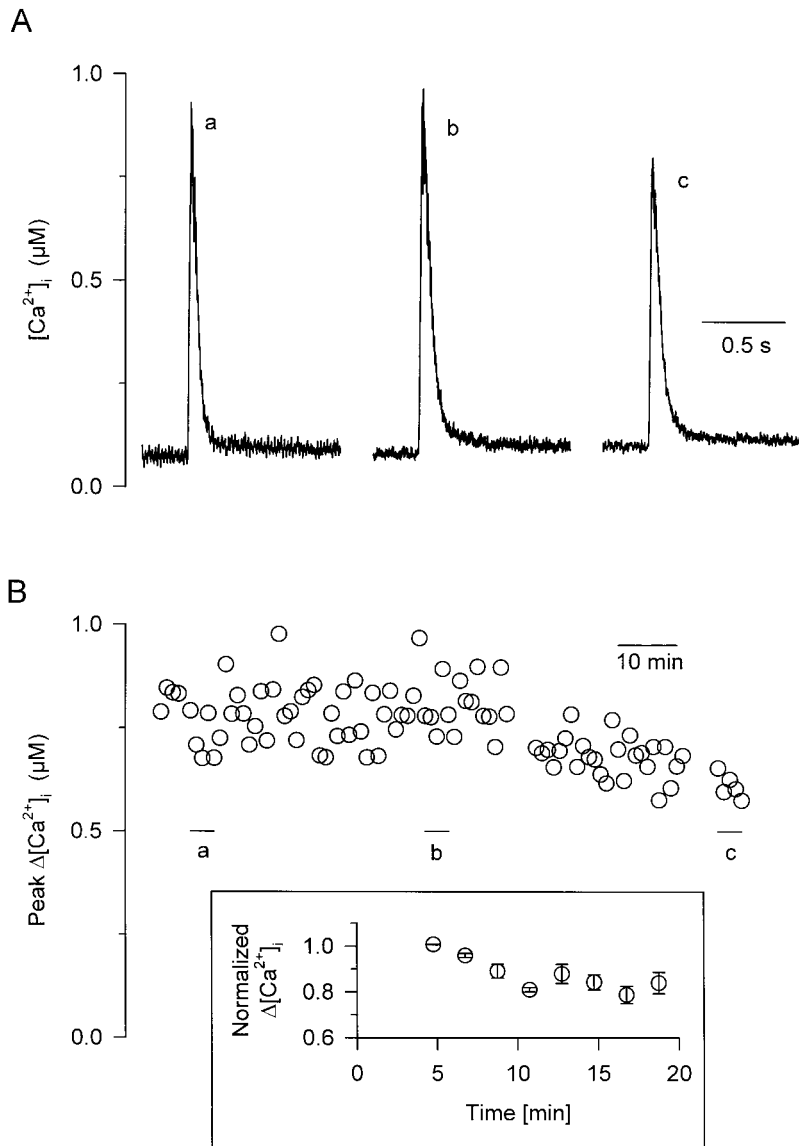 A
1.0
a
b
c
0.5
[Ca²⁺]ᵢ (µM)
0.5 s
0.0
B
1.0
10 min
Peak Δ[Ca²⁺]ᵢ (µM)
0.5
a
b
c
Normalized
Δ[Ca²⁺]ᵢ
1.0
0.8
0.6
0.0
0
5
10
15
20
Time [min]